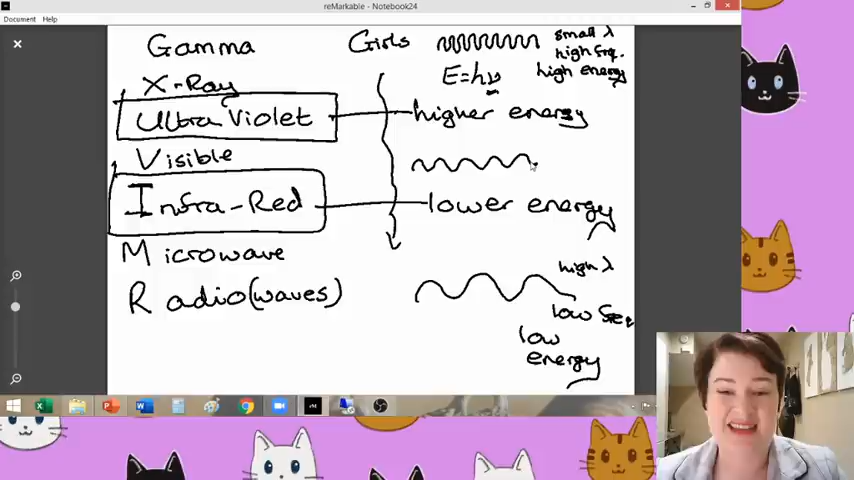 reMarkable - Notebook24
Document Help
Gamma
Girls
small λ
high freq.
high energy
E=hν
X-Ray
Ultra Violet
higher energy
Visible
Infra-Red
lower energy
Microwave
high λ
Radio(waves)
low freq
low
energy